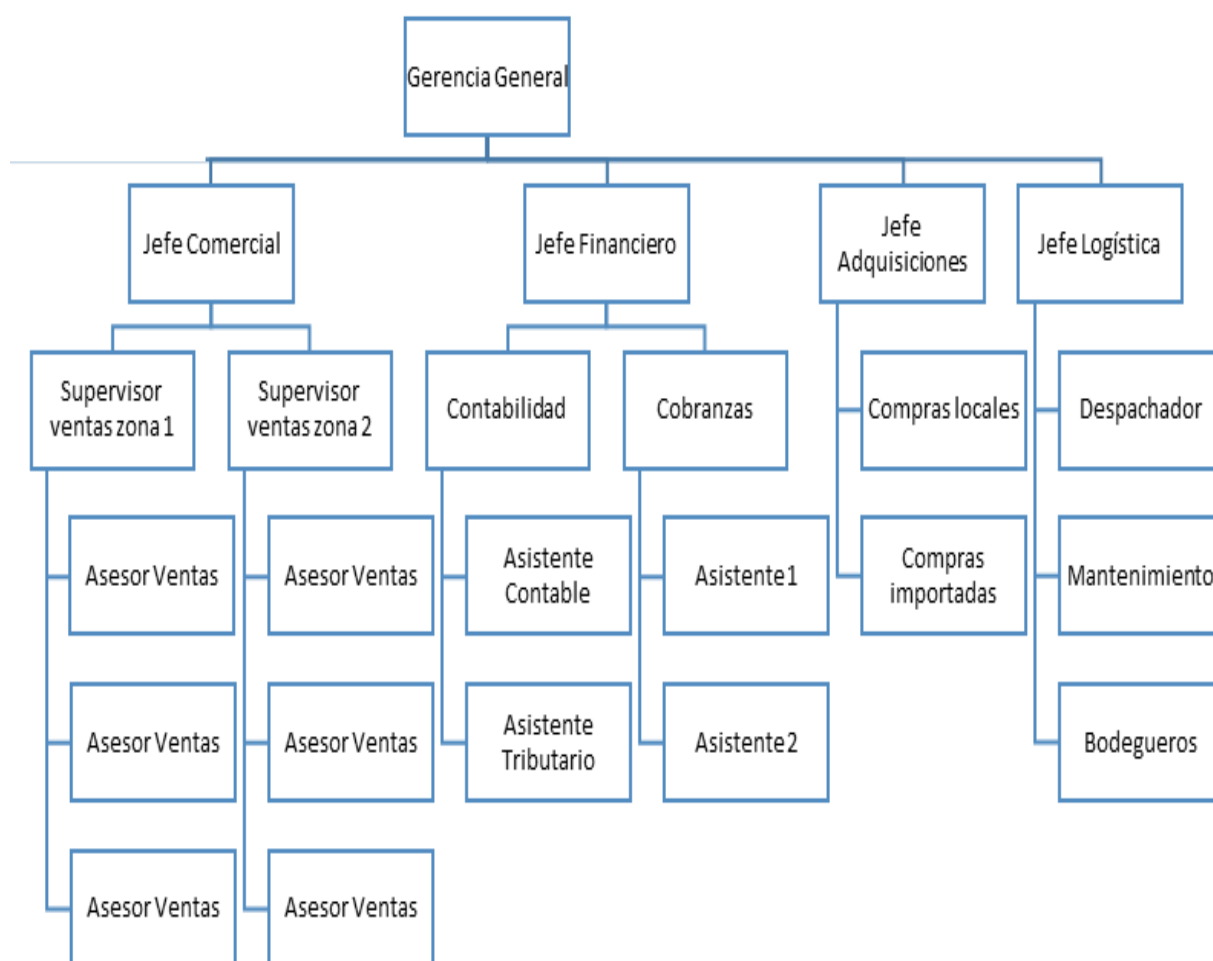 Gerencia General
Jefe Comercial
Jefe Financiero
Jefe
Adquisiciones
Jefe Logística
Supervisor
ventas zona 1
Supervisor
ventas zona 2
Contabilidad
Cobranzas
Compras locales
Despachador
Asesor Ventas
Asesor Ventas
Asistente
Contable
Asistente 1
Compras
importadas
Mantenimiento
Asesor Ventas
Asesor Ventas
Asistente
Tributario
Asistente 2
Bodegueros
Asesor Ventas
Asesor Ventas